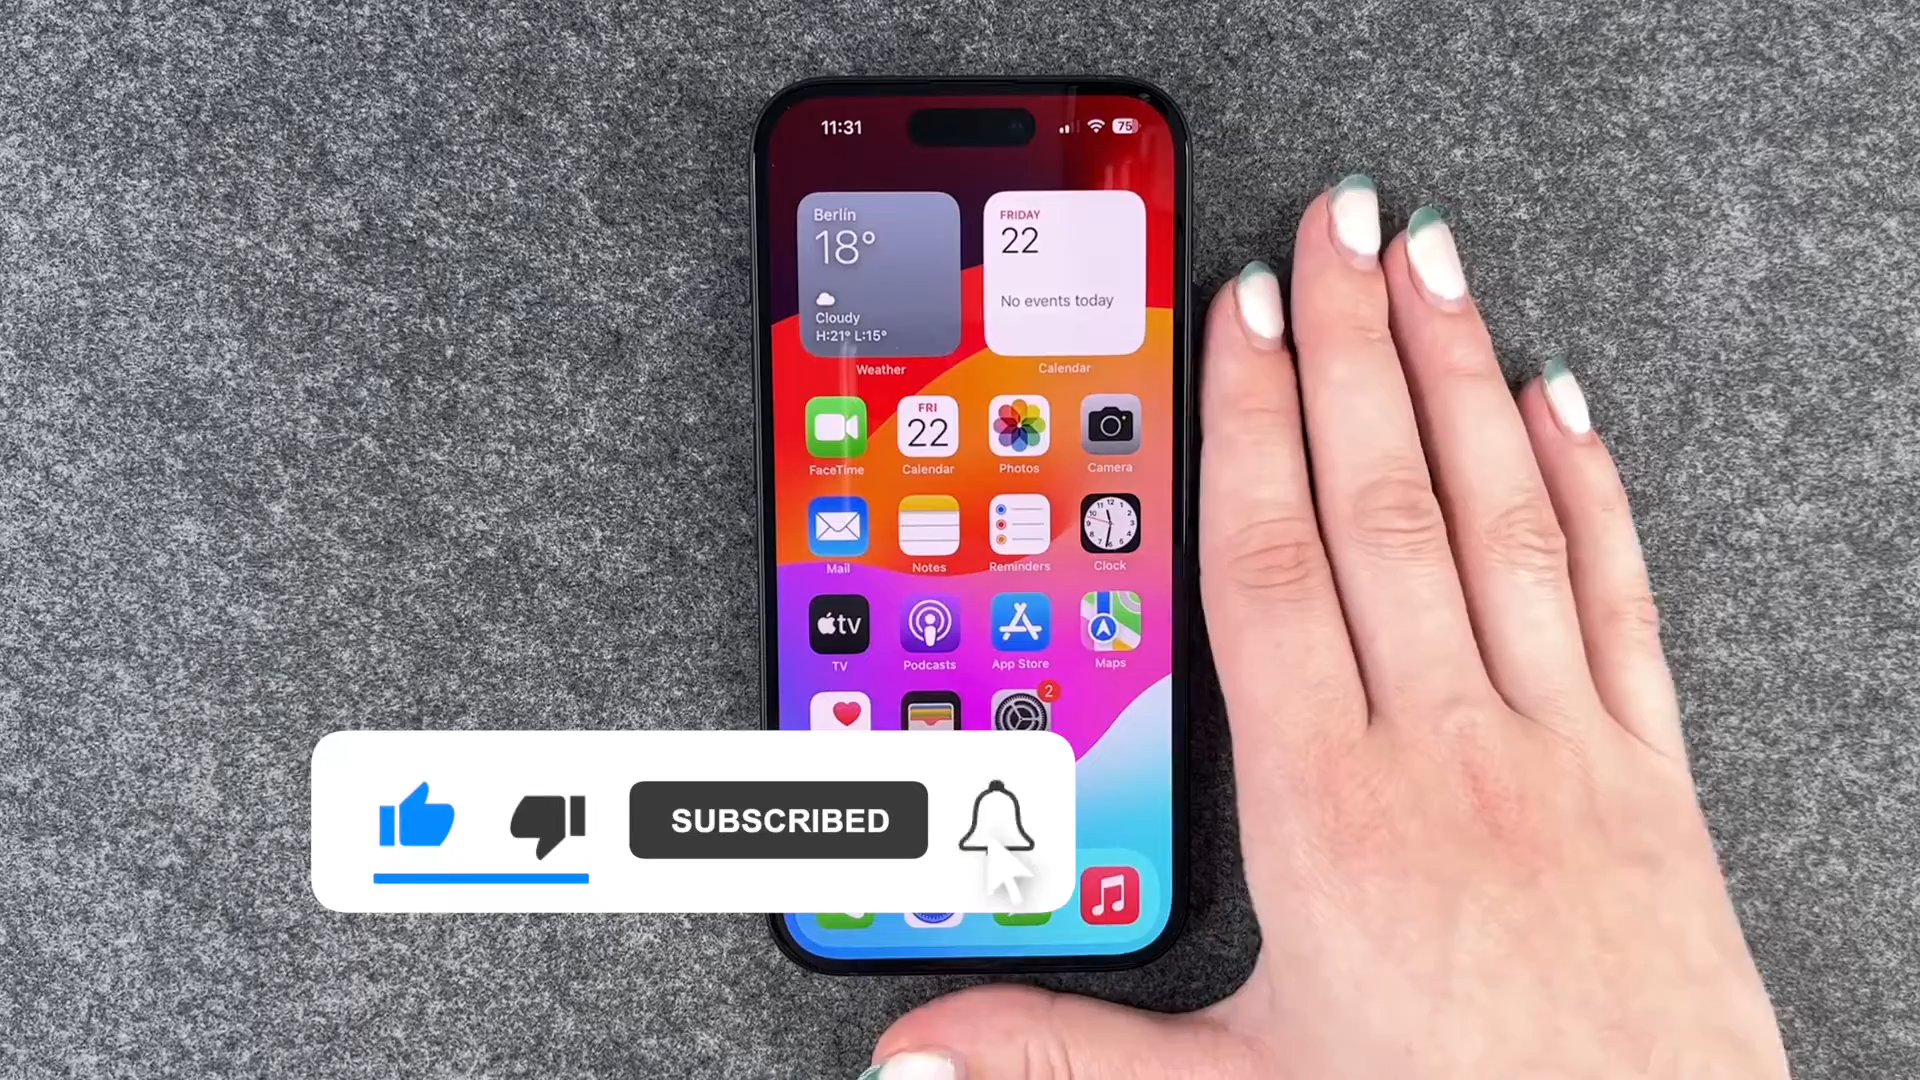 11:31
75
Berlin
18°
Cloudy
H:21° L:15°
Weather
FRIDAY
22
No events today
Calendar
FRI
22
FaceTime
Calendar
Photos
Camera
Mail
Notes
Reminders
Clock
tv
TV
Podcasts
App Store
Maps
2
SUBSCRIBED